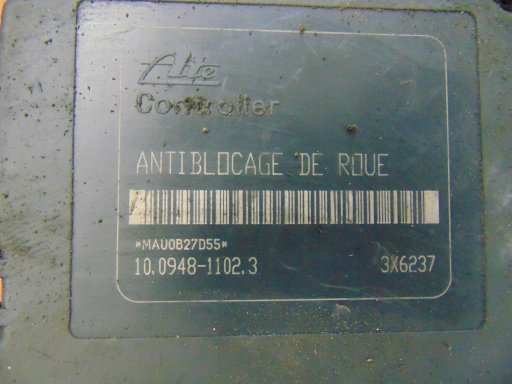 Ate
Controller
ANTIBLOCAGE DE ROUE
*MAU0B27D55*
10.0948-1102.3 3X6237